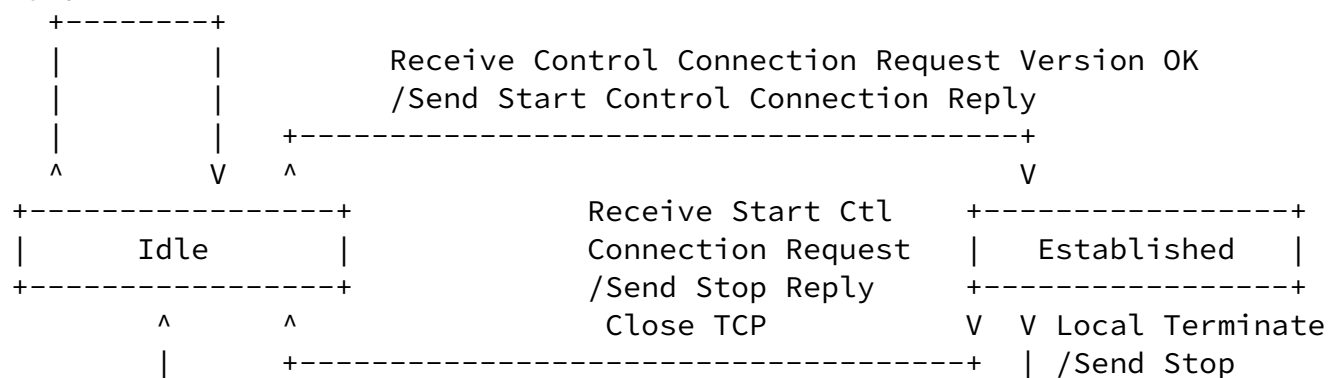 +--------+
|        |         Receive Control Connection Request Version OK
|        |         /Send Start Control Connection Reply
|        |   +----------------------------------------+
^        V   ^                                        V
+-----------------+             Receive Start Ctl    +-----------------+
|      Idle       |             Connection Request   |   Established   |
+-----------------+             /Send Stop Reply     +-----------------+
^      ^                 Close TCP           V  V Local Terminate
|      +--------------------------------------+  | /Send Stop